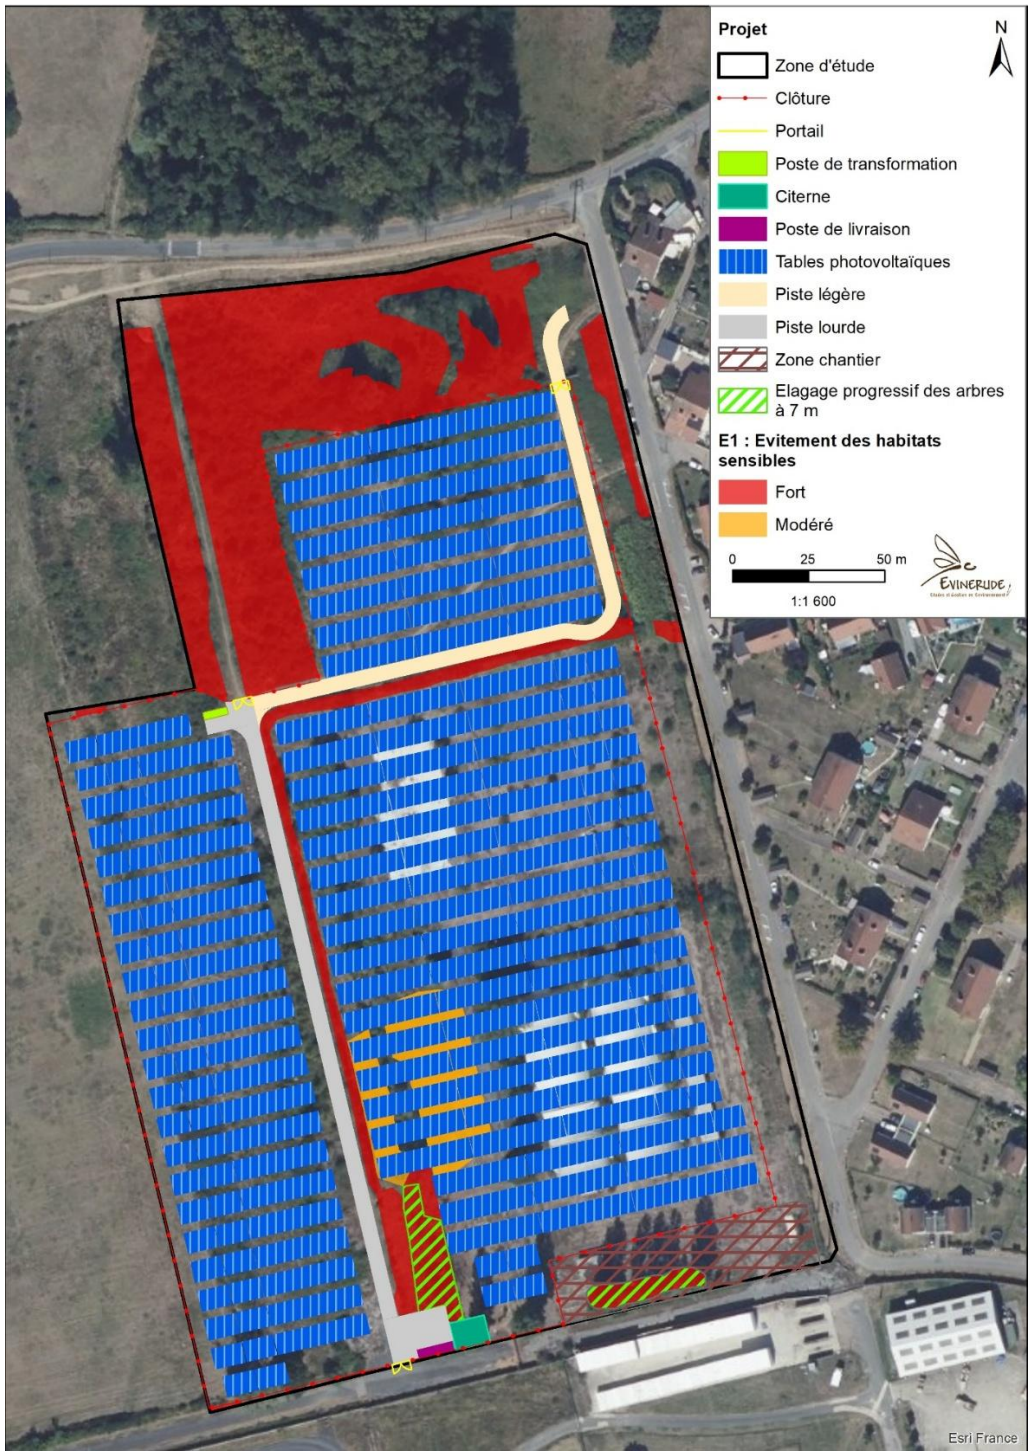 Projet
N
Zone d'étude
Clôture
Portail
Poste de transformation
Citerne
Poste de livraison
Tables photovoltaïques
Piste légère
Piste lourde
Zone chantier
Elagage progressif des arbres
à 7 m
E1 : Evitement des habitats
sensibles
Fort
Modéré
0 25 50 m
1:1 600
EVINERUDE
Esri France